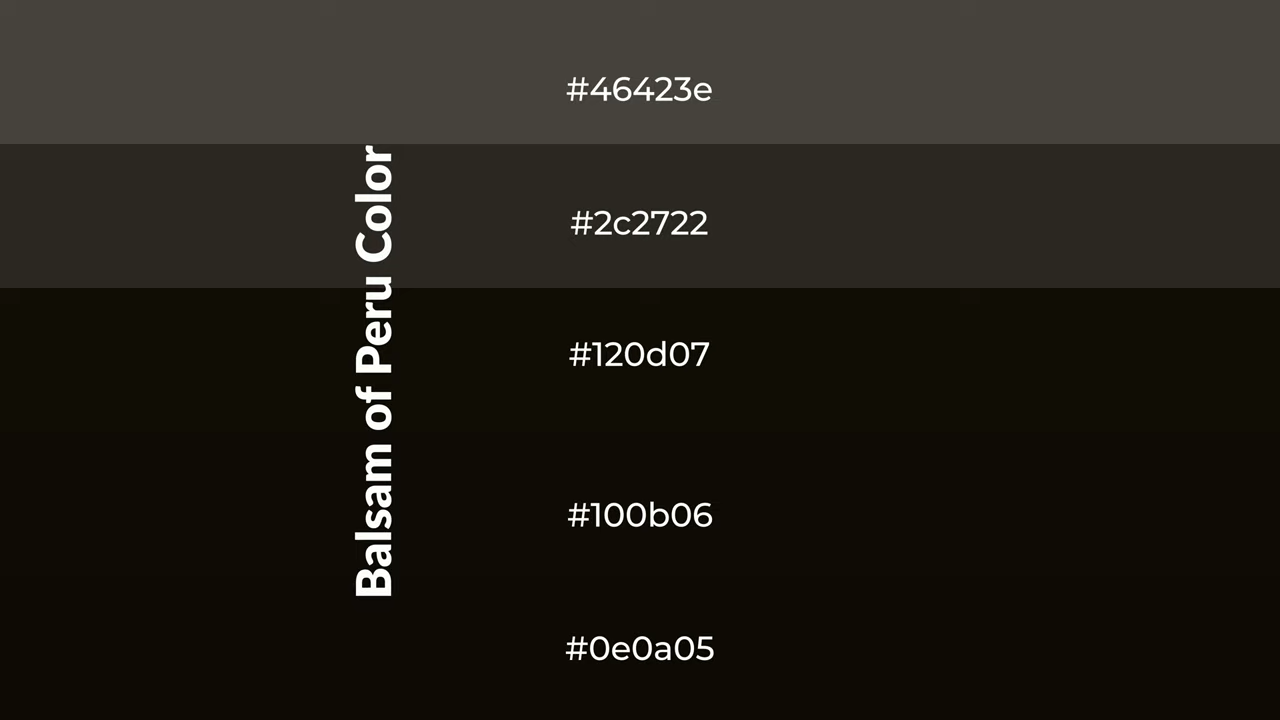 Balsam of Peru Color
#46423e
#2c2722
#120d07
#100b06
#0e0a05